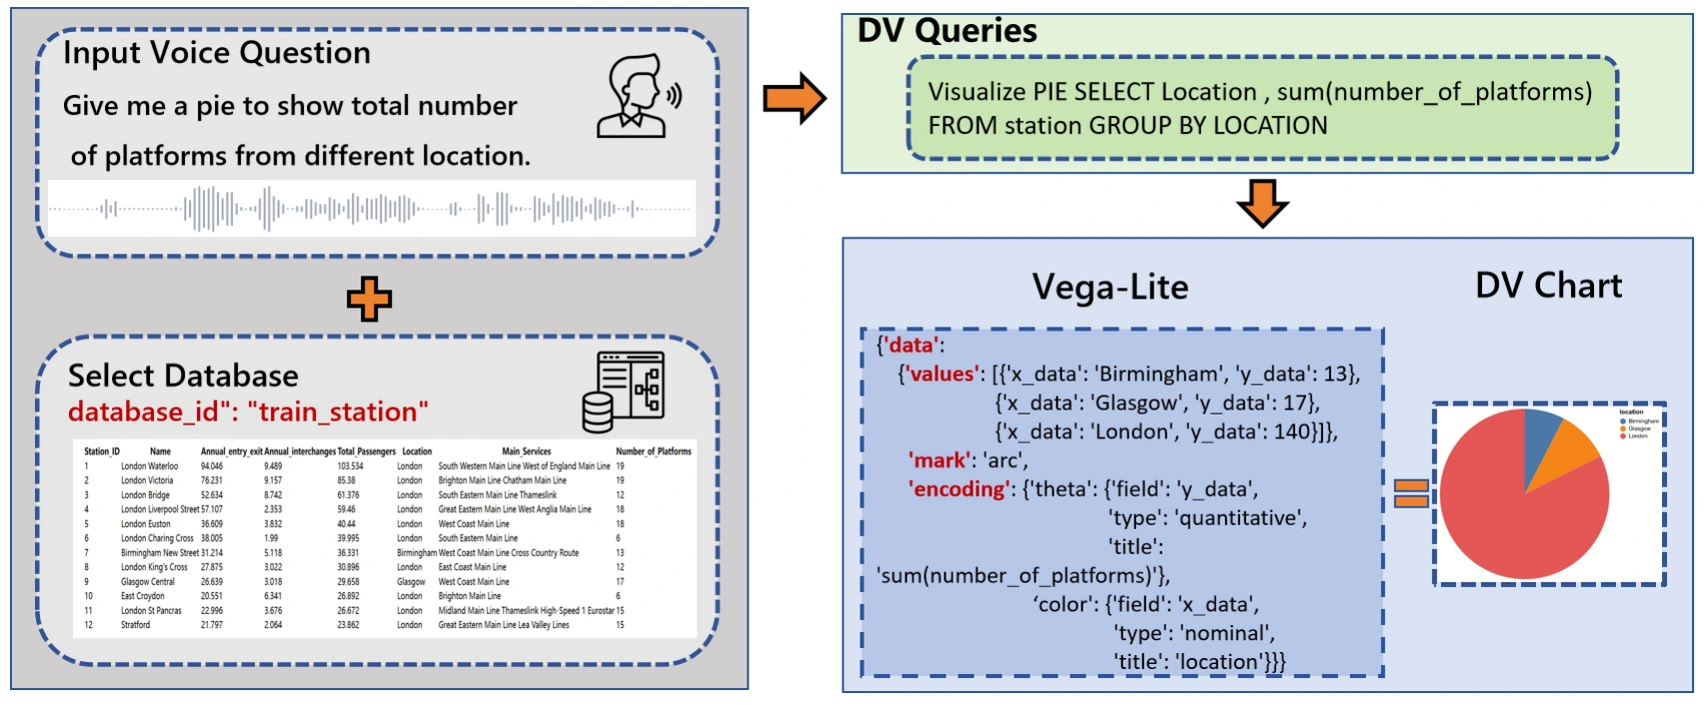 Input Voice Question
Give me a pie to show total number
of platforms from different location.
Select Database
database_id": "train_station"
Station_ID Name Annual_entry_exit Annual_interchanges Total_Passengers Location Main_Services Number_of_Platforms
1 London Waterloo 94.046 9.489 103.534 London South Western Main Line West of England Main Line 19
2 London Victoria 76.231 9.157 85.38 London Brighton Main Line Chatham Main Line 19
3 London Bridge 52.634 8.742 61.376 London South Eastern Main Line Thameslink 12
4 London Liverpool Street 57.107 2.353 59.46 London Great Eastern Main Line West Anglia Main Line 18
5 London Euston 36.609 3.832 40.44 London West Coast Main Line 18
6 London Charing Cross 38.005 1.99 39.995 London South Eastern Main Line 6
7 Birmingham New Street 31.214 5.118 36.331 Birmingham West Coast Main Line Cross Country Route 13
8 London King's Cross 27.875 3.022 30.896 London East Coast Main Line 12
9 Glasgow Central 26.639 3.018 29.658 Glasgow West Coast Main Line 17
10 East Croydon 20.551 6.341 26.892 London Brighton Main Line 6
11 London St Pancras 22.996 3.676 26.672 London Midland Main Line Thameslink High-Speed 1 Eurostar 15
12 Stratford 21.797 2.064 23.862 London Great Eastern Main Line Lea Valley Lines 15
DV Queries
Visualize PIE SELECT Location , sum(number_of_platforms)
FROM station GROUP BY LOCATION
Vega-Lite
{'data':
{'values': [{'x_data': 'Birmingham', 'y_data': 13},
{'x_data': 'Glasgow', 'y_data': 17},
{'x_data': 'London', 'y_data': 140}]},
'mark': 'arc',
'encoding': {'theta': {'field': 'y_data',
'type': 'quantitative',
'title':
'sum(number_of_platforms)'},
‘color': {'field': 'x_data',
'type': 'nominal',
'title': 'location'}}}
DV Chart
location
Birmingham
Glasgow
London